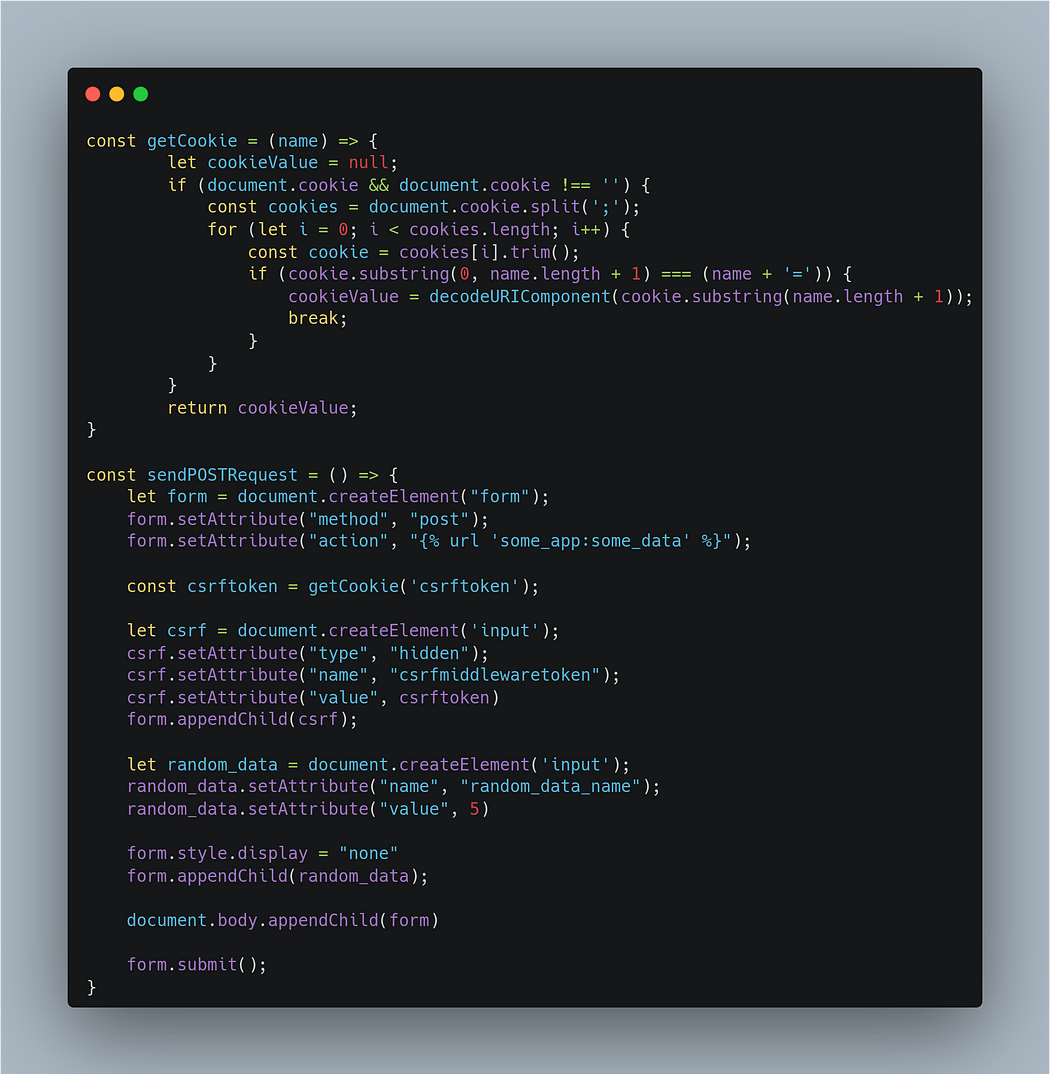 const getCookie = (name) => {
        let cookieValue = null;
        if (document.cookie && document.cookie !== '') {
            const cookies = document.cookie.split(';');
            for (let i = 0; i < cookies.length; i++) {
                const cookie = cookies[i].trim();
                if (cookie.substring(0, name.length + 1) === (name + '=')) {
                    cookieValue = decodeURIComponent(cookie.substring(name.length + 1));
                    break;
                }
            }
        }
        return cookieValue;
}

const sendPOSTRequest = () => {
    let form = document.createElement("form");
    form.setAttribute("method", "post");
    form.setAttribute("action", "{% url 'some_app:some_data' %}");

    const csrftoken = getCookie('csrftoken');

    let csrf = document.createElement('input');
    csrf.setAttribute("type", "hidden");
    csrf.setAttribute("name", "csrfmiddlewaretoken");
    csrf.setAttribute("value", csrftoken)
    form.appendChild(csrf);

    let random_data = document.createElement('input');
    random_data.setAttribute("name", "random_data_name");
    random_data.setAttribute("value", 5)

    form.style.display = "none"
    form.appendChild(random_data);

    document.body.appendChild(form)

    form.submit();
}